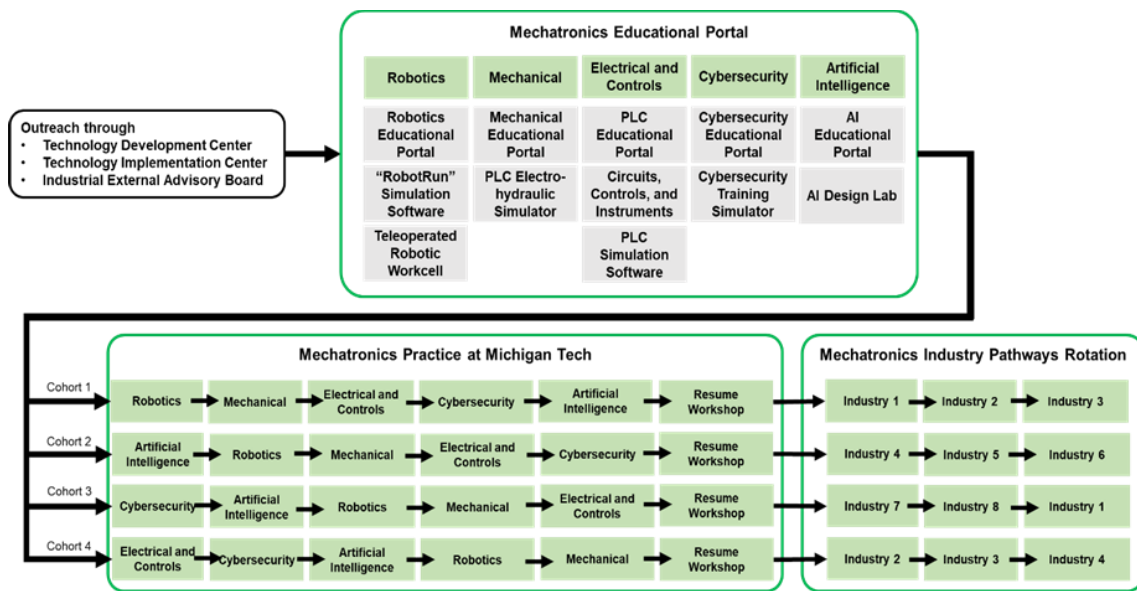 Mechatronics Educational Portal
Robotics
Mechanical
Electrical and
Controls
Cybersecurity
Artificial
Intelligence
Outreach through
• Technology Development Center
• Technology Implementation Center
• Industrial External Advisory Board
Robotics
Educational
Portal
Mechanical
Educational
Portal
PLC
Educational
Portal
Cybersecurity
Educational
Portal
AI
Educational
Portal
“RobotRun”
Simulation
Software
PLC Electro-
hydraulic
Simulator
Circuits,
Controls, and
Instruments
Cybersecurity
Training
Simulator
AI Design Lab
Teleoperated
Robotic
Workcell
PLC
Simulation
Software
Mechatronics Practice at Michigan Tech
Mechatronics Industry Pathways Rotation
Cohort 1
Robotics
Mechanical
Electrical and
Controls
Cybersecurity
Artificial
Intelligence
Resume
Workshop
Industry 1
Industry 2
Industry 3
Cohort 2
Artificial
Intelligence
Robotics
Mechanical
Electrical and
Controls
Cybersecurity
Resume
Workshop
Industry 4
Industry 5
Industry 6
Cohort 3
Cybersecurity
Artificial
Intelligence
Robotics
Mechanical
Electrical and
Controls
Resume
Workshop
Industry 7
Industry 8
Industry 1
Cohort 4
Electrical and
Controls
Cybersecurity
Artificial
Intelligence
Robotics
Mechanical
Resume
Workshop
Industry 2
Industry 3
Industry 4